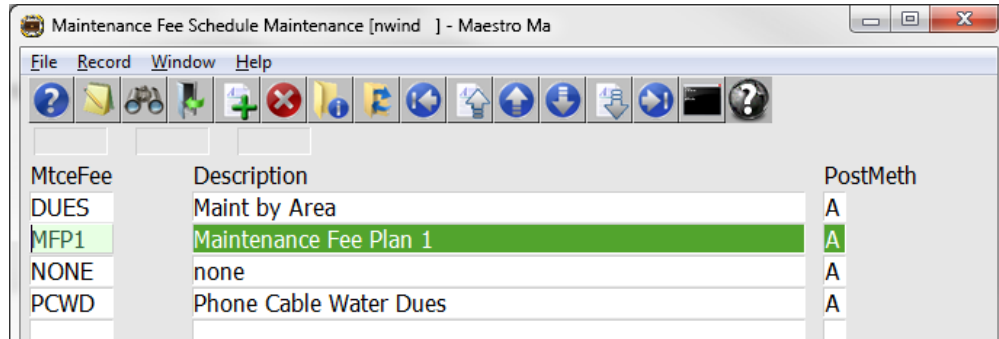 Maintenance Fee Schedule Maintenance [nwind   ] - Maestro Ma
File Record Window Help
MtceFee Description PostMeth
DUES Maint by Area A
MFP1 Maintenance Fee Plan 1 A
NONE none A
PCWD Phone Cable Water Dues A